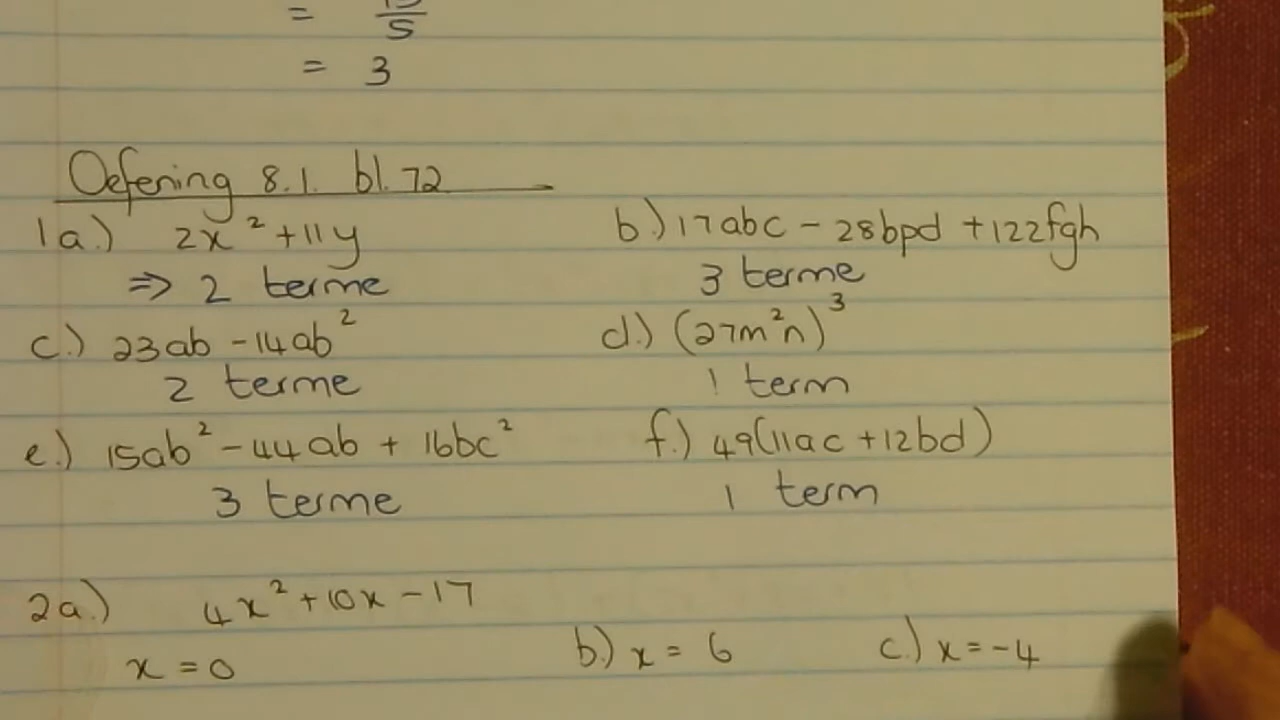 = 15/5
= 3
Oefening 8.1. bl. 72
1a.) 2x² + 11y
⇒ 2 terme
b.) 17abc - 28bpd + 122fgh
3 terme
c.) 23ab - 14ab²
2 terme
d.) (27m²n)³
1 term
e.) 15ab² - 44ab + 16bc²
3 terme
f.) 49(11ac + 12bd)
1 term
2a.) 4x² + 10x - 17
x = 0
b.) x = 6
c.) x = -4